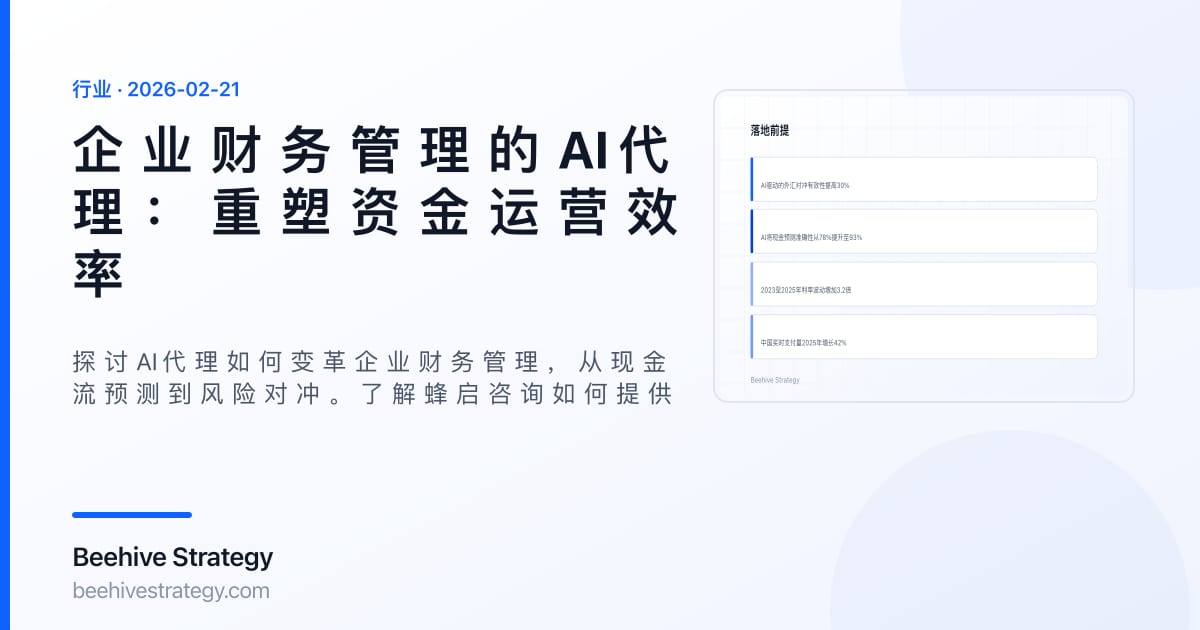 行业 · 2026-02-21
企业财务管理的AI代
理：重塑资金运营效
率
探讨AI代理如何变革企业财务管理，从现金
流预测到风险对冲。了解蜂启咨询如何提供
Beehive Strategy
beehivestrategy.com
落地前提
AI驱动的外汇对冲有效性提高30%
AI将现金预测准确性从78%提升至93%
2023至2025年利率波动增加3.2倍
中国实时支付量2025年增长42%
Beehive Strategy